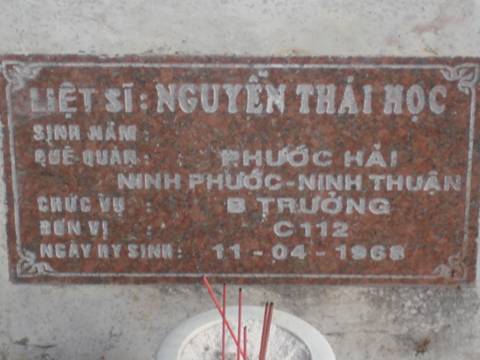 LIỆT SĨ: NGUYỄN THÁI HỌC
SINH NĂM :
QUÊ QUÁN : PHƯỚC HẢI
NINH PHƯỚC-NINH THUẬN
CHỨC VỤ : B TRƯỞNG
ĐƠN VỊ : C 112
NGÀY HY SINH : 11 - 04 - 1968